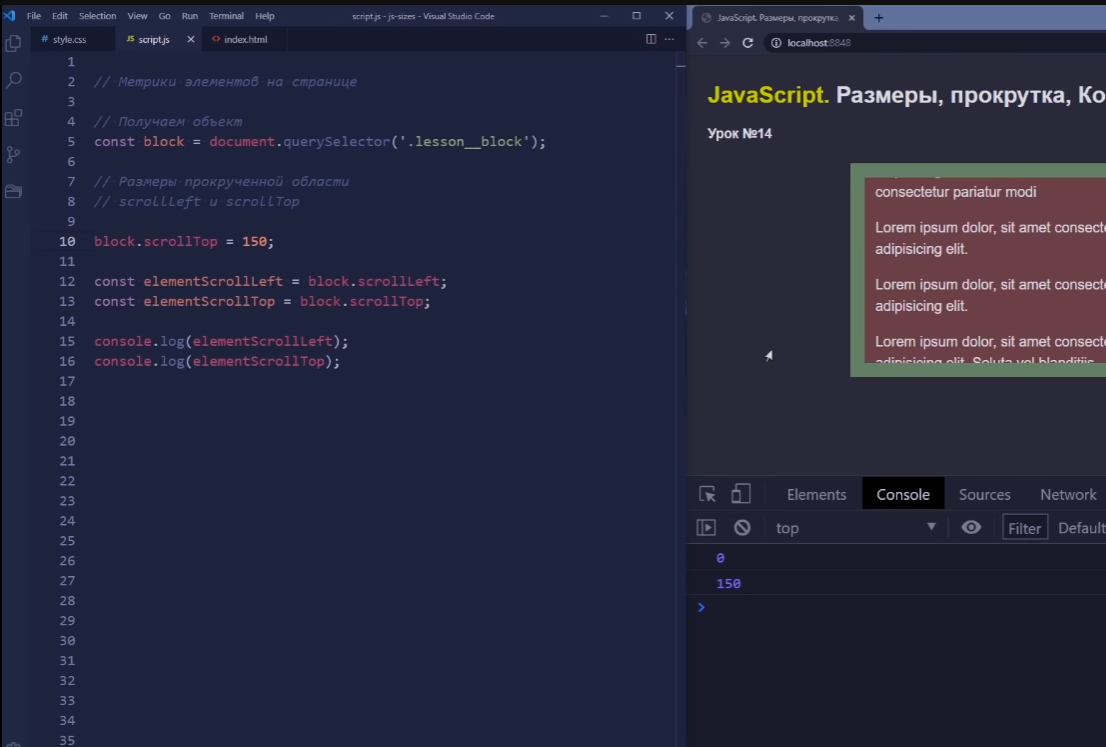 File Edit Selection View Go Run Terminal Help script.js - js-sizes - Visual Studio Code
# style.css JS script.js × <> index.html
1
2 // Метрики элементов на странице
3
4 // Получаем объект
5 const block = document.querySelector('.lesson__block');
6
7 // Размеры прокрученной области
8 // scrollLeft и scrollTop
9
10 block.scrollTop = 150;
11
12 const elementScrollLeft = block.scrollLeft;
13 const elementScrollTop = block.scrollTop;
14
15 console.log(elementScrollLeft);
16 console.log(elementScrollTop);
17
18
19
20
21
22
23
24
25
26
27
28
29
30
31
32
33
34
35
JavaScript. Размеры, прокрутка, × +
localhost:8848
JavaScript. Размеры, прокрутка, Ко
Урок №14
consectetur pariatur modi
Lorem ipsum dolor, sit amet consecte
adipisicing elit.
Lorem ipsum dolor, sit amet consecte
adipisicing elit.
Lorem ipsum dolor, sit amet consecte
adipisicing elit. Soluta vel blanditiis
Elements Console Sources Network
top Filter Default
0
150